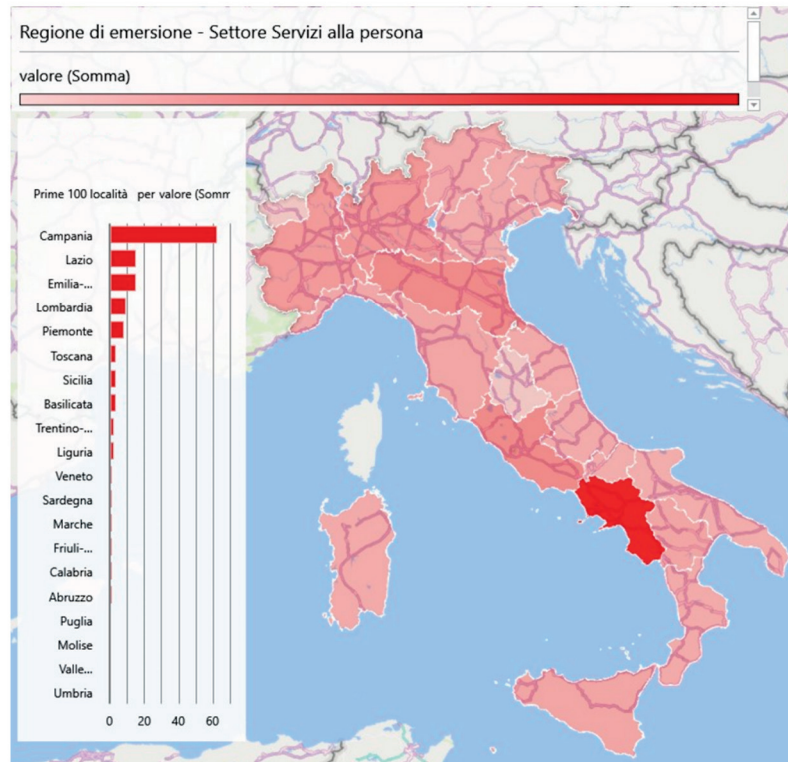 Regione di emersione - Settore Servizi alla persona
valore (Somma)
Prime 100 località per valore (Somm
Campania
Lazio
Emilia-...
Lombardia
Piemonte
Toscana
Sicilia
Basilicata
Trentino-...
Liguria
Veneto
Sardegna
Marche
Friuli-...
Calabria
Abruzzo
Puglia
Molise
Valle...
Umbria
0 20 40 60